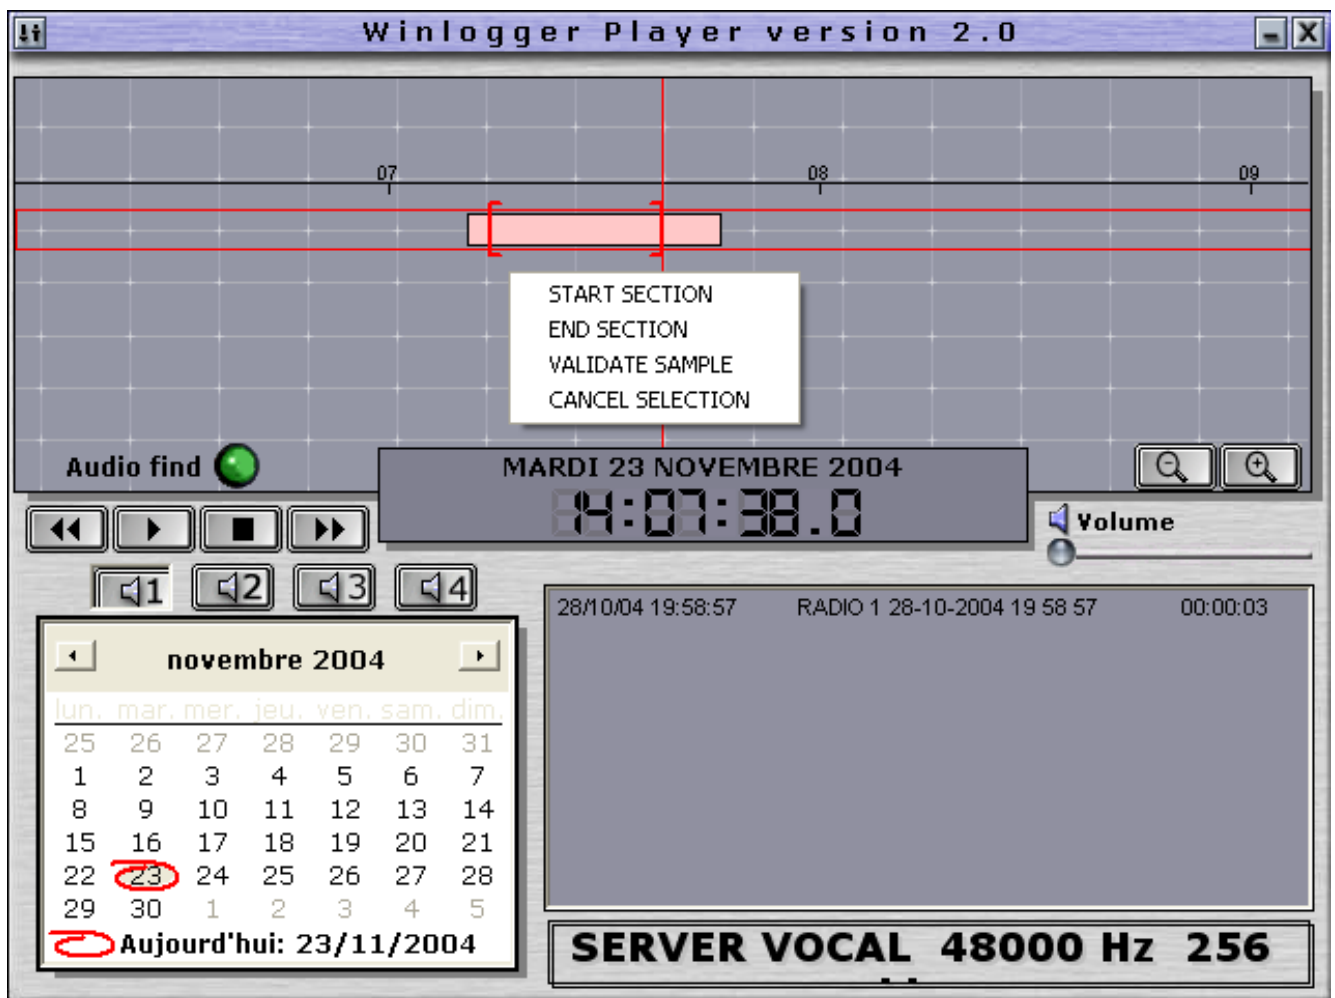 Winlogger Player version 2.0
07 08 09
START SECTION
END SECTION
VALIDATE SAMPLE
CANCEL SELECTION
Audio find
MARDI 23 NOVEMBRE 2004
14:07:38.0
Volume
1 2 3 4
28/10/04 19:58:57 RADIO 1 28-10-2004 19 58 57 00:00:03
novembre 2004
lun. mar. mer. jeu. ven. sam. dim.
25 26 27 28 29 30 31
1 2 3 4 5 6 7
8 9 10 11 12 13 14
15 16 17 18 19 20 21
22 23 24 25 26 27 28
29 30 1 2 3 4 5
Aujourd'hui: 23/11/2004
SERVER VOCAL 48000 Hz 256